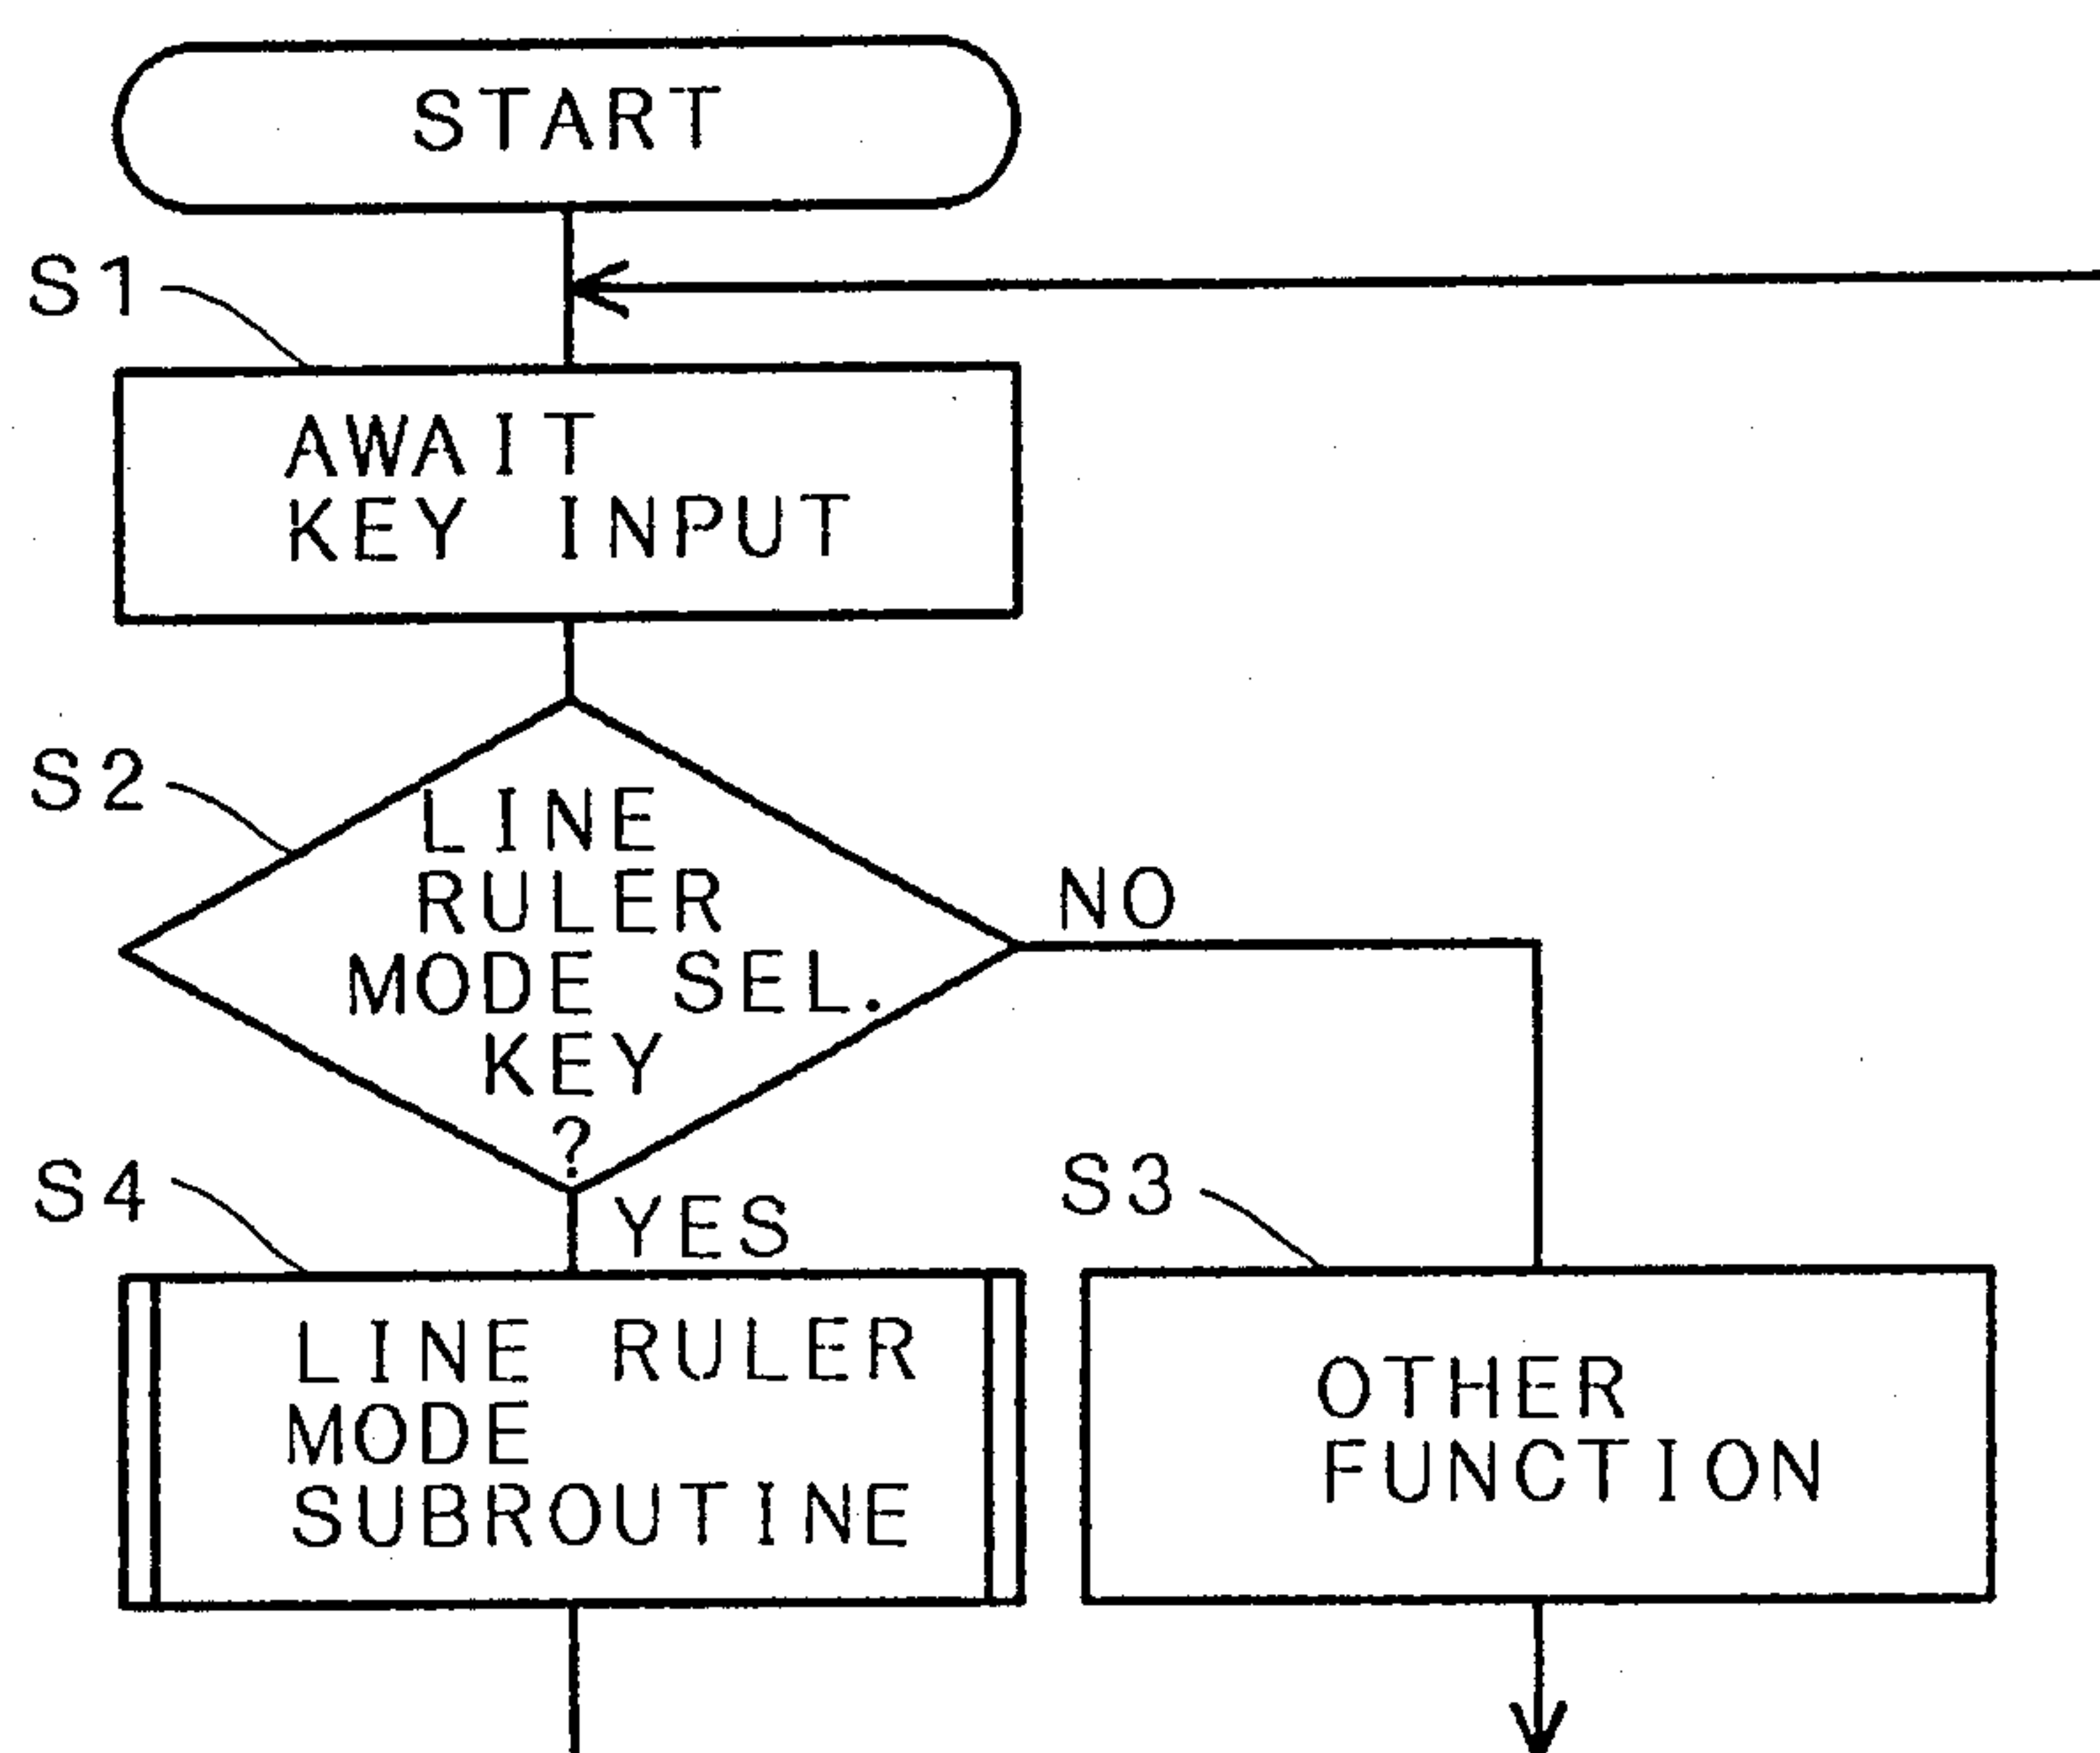 START
S1
AWAIT
KEY INPUT
S2
LINE
RULER
MODE SEL.
KEY
?
NO
YES
S4
LINE RULER
MODE
SUBROUTINE
S3
OTHER
FUNCTION